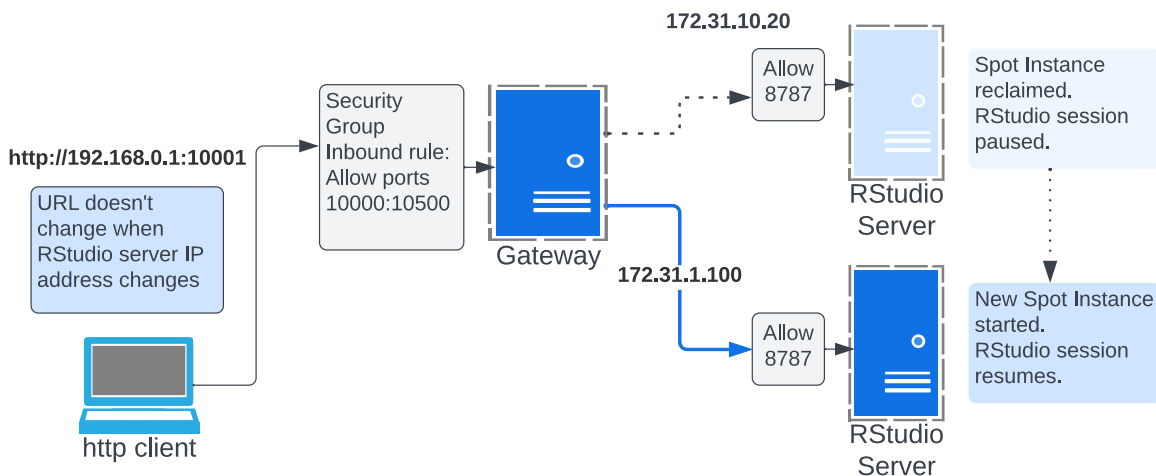 http://192.168.0.1:10001
URL doesn't
change when
RStudio server IP
address changes
http client
Security
Group
Inbound rule:
Allow ports
10000:10500
Gateway
172.31.10.20
Allow
8787
RStudio
Server
Spot Instance
reclaimed.
RStudio session
paused.
172.31.1.100
Allow
8787
RStudio
Server
New Spot Instance
started.
RStudio session
resumes.